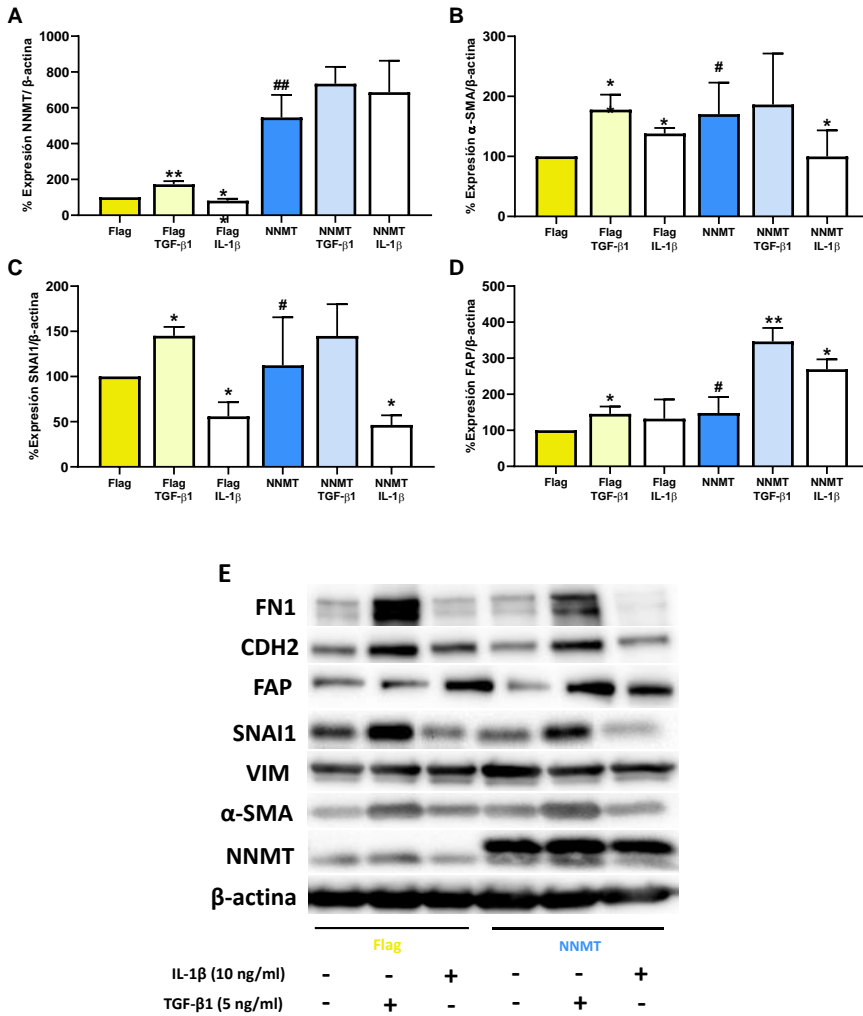 A
% Expresión NNMT/ β-actina
1000
800
600
400
200
0
**
*
*
##
Flag
Flag
TGF-β1
Flag
IL-1β
NNMT
NNMT
TGF-β1
NNMT
IL-1β
B
% Expresión α-SMA/β-actina
300
200
100
0
*
*
*
#
*
Flag
Flag
TGF-β1
Flag
IL-1β
NNMT
NNMT
TGF-β1
NNMT
IL-1β
C
%Expresión SNAI1/β-actina
200
150
100
50
0
*
*
#
*
Flag
Flag
TGF-β1
Flag
IL-1β
NNMT
NNMT
TGF-β1
NNMT
IL-1β
D
%Expresión FAP/β-actina
500
400
300
200
100
0
*
#
**
*
Flag
Flag
TGF-β1
Flag
IL-1β
NNMT
NNMT
TGF-β1
NNMT
IL-1β
E
FN1
CDH2
FAP
SNAI1
VIM
α-SMA
NNMT
β-actina
Flag NNMT
IL-1β (10 ng/ml) - - + - - +
TGF-β1 (5 ng/ml) - + - - + -